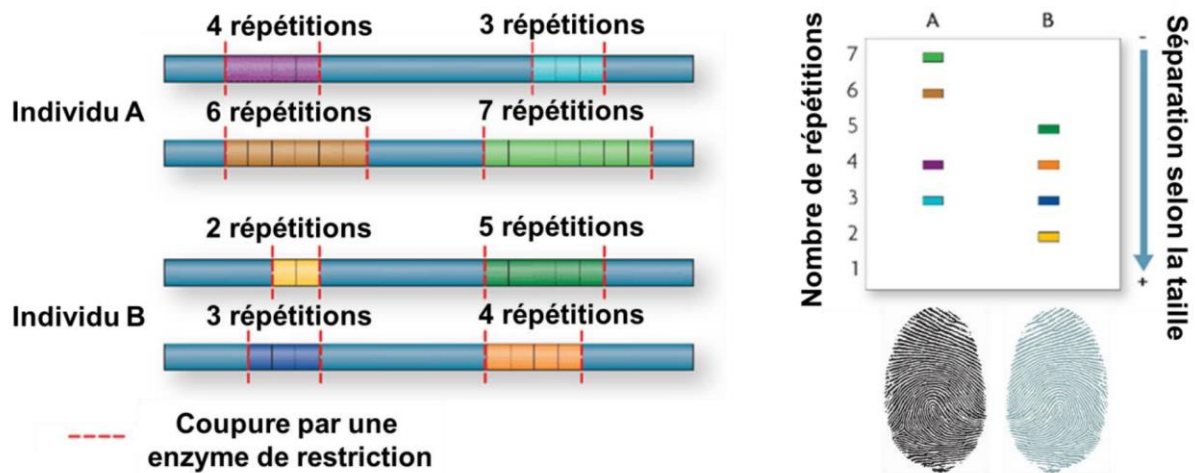 4 répétitions
3 répétitions
Individu A
6 répétitions
7 répétitions
2 répétitions
5 répétitions
Individu B
3 répétitions
4 répétitions
Coupure par une
enzyme de restriction
A B
Nombre de répétitions
7
6
5
4
3
2
1
-
+
Séparation selon la taille